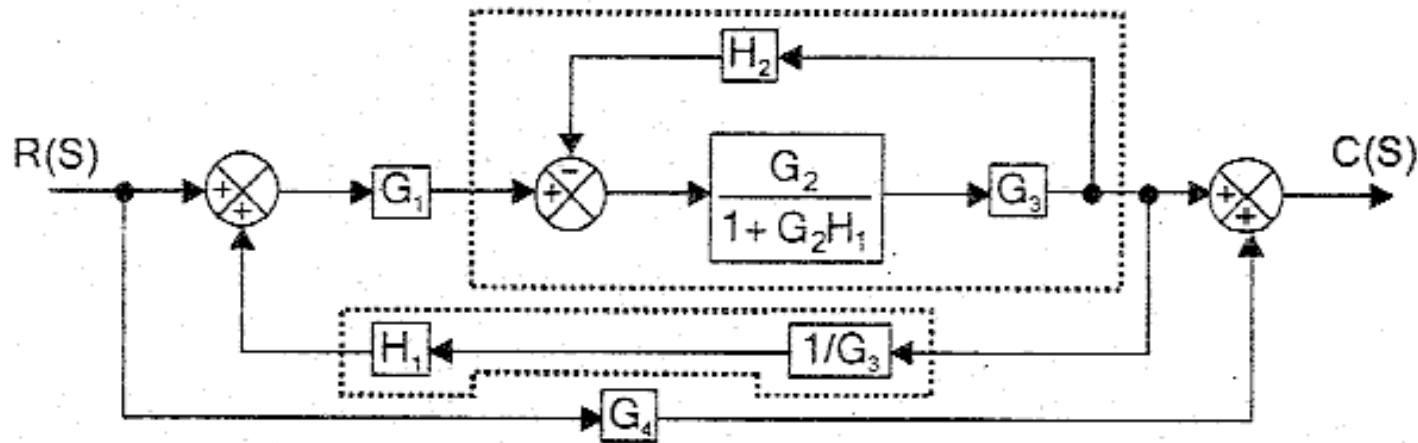 H₂
R(S)
C(S)
+
+
G₁
−
+
G₂
1+ G₂H₁
G₃
+
+
H₁
1/G₃
G₄